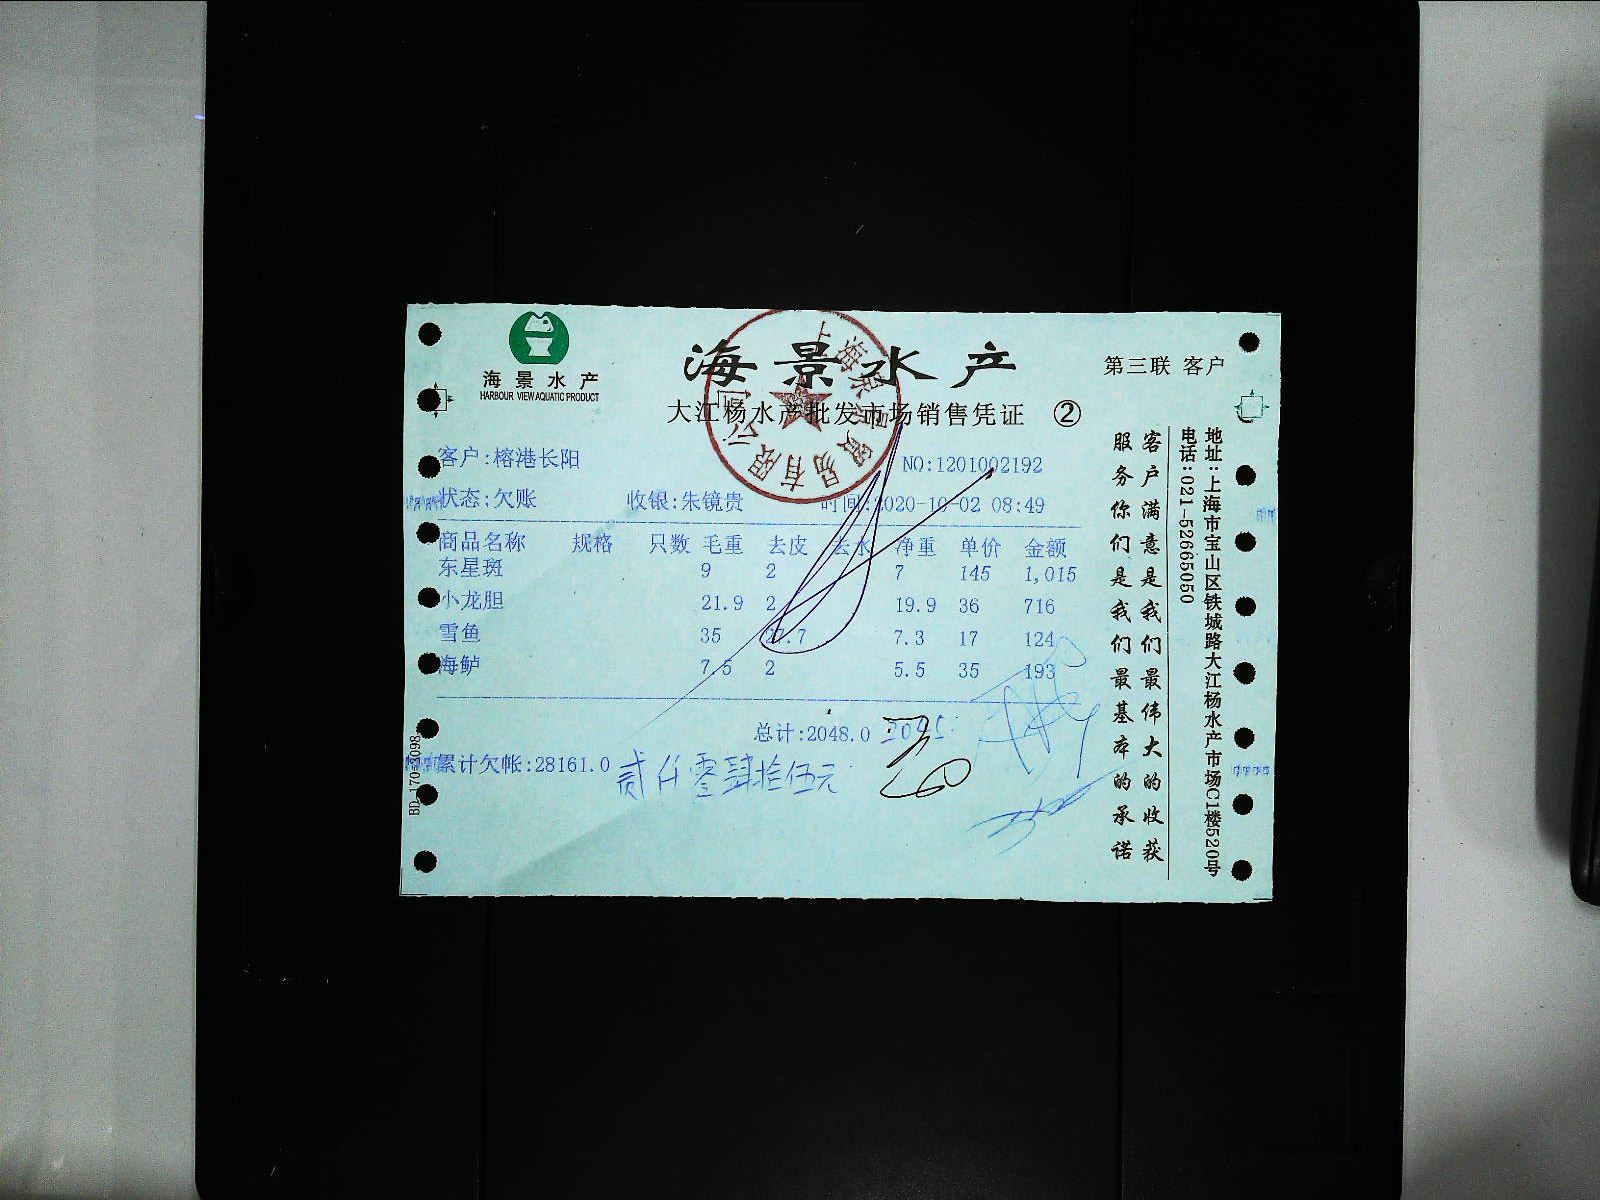 海景水产
HARBOUR VIEW AQUATIC PRODUCT
海景水产
第三联 客户
大江杨水产批发市场销售凭证 ②
客户:榕港长阳 NO:1201002192
状态:欠账 收银:朱镜贵 时间:2020-10-02 08:49
商品名称 规格 只数 毛重 去皮 去水 净重 单价 金额
东星斑 9 2 7 145 1,015
小龙胆 21.9 2 19.9 36 716
雪鱼 35 27.7 7.3 17 124
海鲈 7.5 2 5.5 35 193
总计:2048.0 2045.
累计欠帐:28161.0 贰仟零肆拾伍元
客户满意是我们最伟大的收获
服务你们是我们最基本的承诺
地址:上海市宝山区铁城路大江杨水产市场C1楼520号
电话:021-52665050